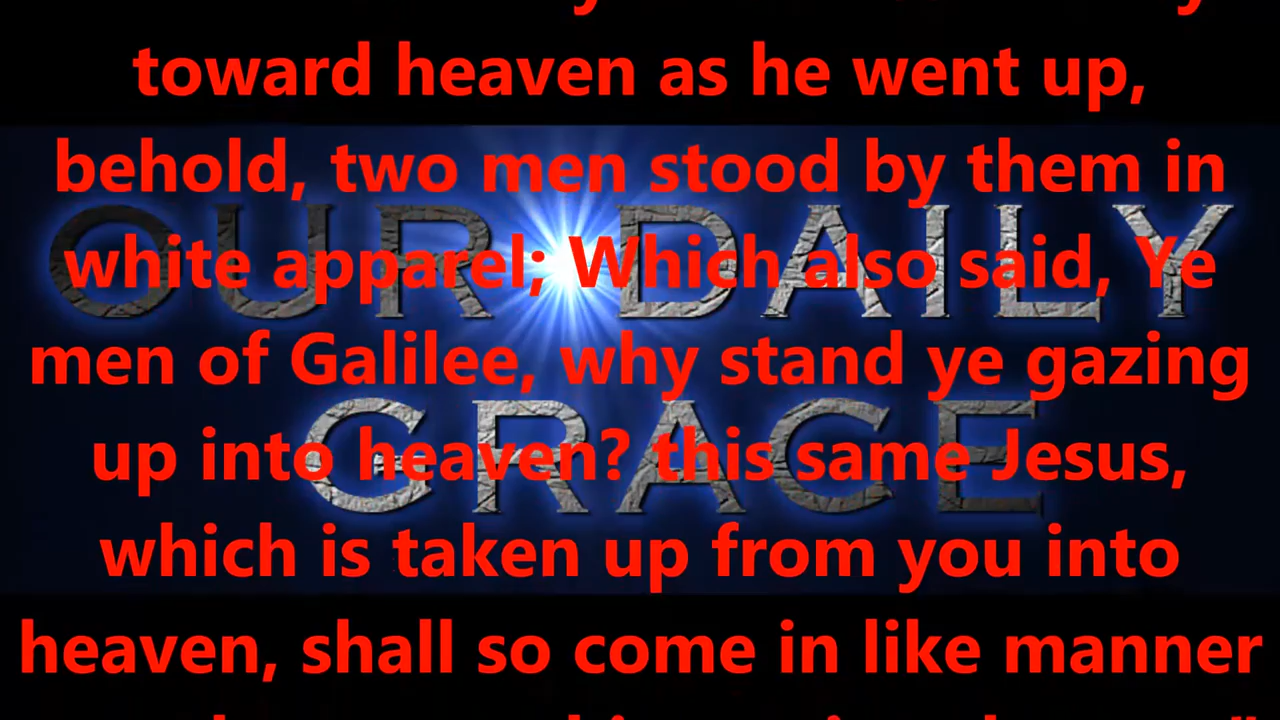 toward heaven as he went up,
behold, two men stood by them in
white apparel; Which also said, Ye
men of Galilee, why stand ye gazing
up into heaven? this same Jesus,
which is taken up from you into
heaven, shall so come in like manner
OUR DAILY
GRACE